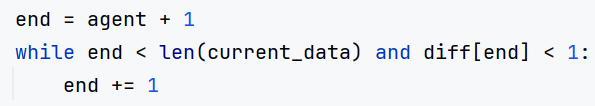 end = agent + 1
while end < len(current_data) and diff[end] < 1:
    end += 1